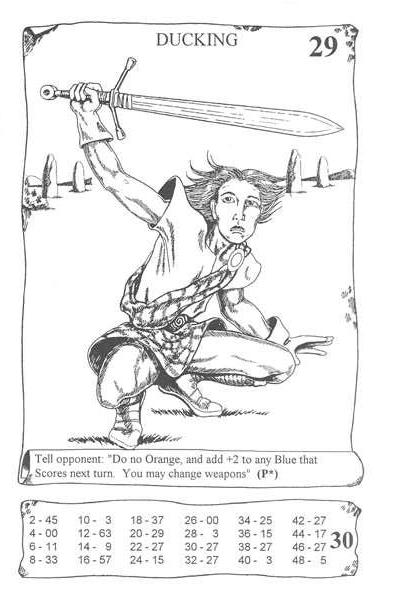 DUCKING
29
Tell opponent: "Do no Orange, and add +2 to any Blue that
Scores next turn. You may change weapons" (P*)
2 - 45 10 - 3 18 - 37 26 - 00 34 - 25 42 - 27
4 - 00 12 - 63 20 - 29 28 - 3 36 - 15 44 - 17
6 - 11 14 - 9 22 - 27 30 - 27 38 - 27 46 - 27
8 - 33 16 - 57 24 - 15 32 - 27 40 - 3 48 - 5
30